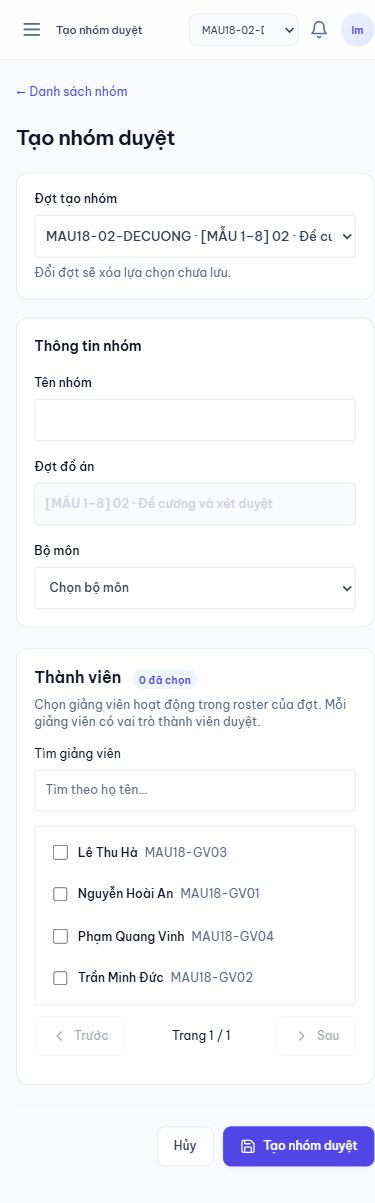 Tạo nhóm duyệt
MAU18-02-D
lm
← Danh sách nhóm
Tạo nhóm duyệt
Đợt tạo nhóm
MAU18-02-DECUONG · [MẪU 1–8] 02 · Đề cư
Đổi đợt sẽ xóa lựa chọn chưa lưu.
Thông tin nhóm
Tên nhóm
Đợt đồ án
[MẪU 1–8] 02 · Đề cương và xét duyệt
Bộ môn
Chọn bộ môn
Thành viên 0 đã chọn
Chọn giảng viên hoạt động trong roster của đợt. Mỗi
giảng viên có vai trò thành viên duyệt.
Tìm giảng viên
Tìm theo họ tên...
Lê Thu Hà MAU18-GV03
Nguyễn Hoài An MAU18-GV01
Phạm Quang Vinh MAU18-GV04
Trần Minh Đức MAU18-GV02
Trước Trang 1 / 1 Sau
Hủy Tạo nhóm duyệt